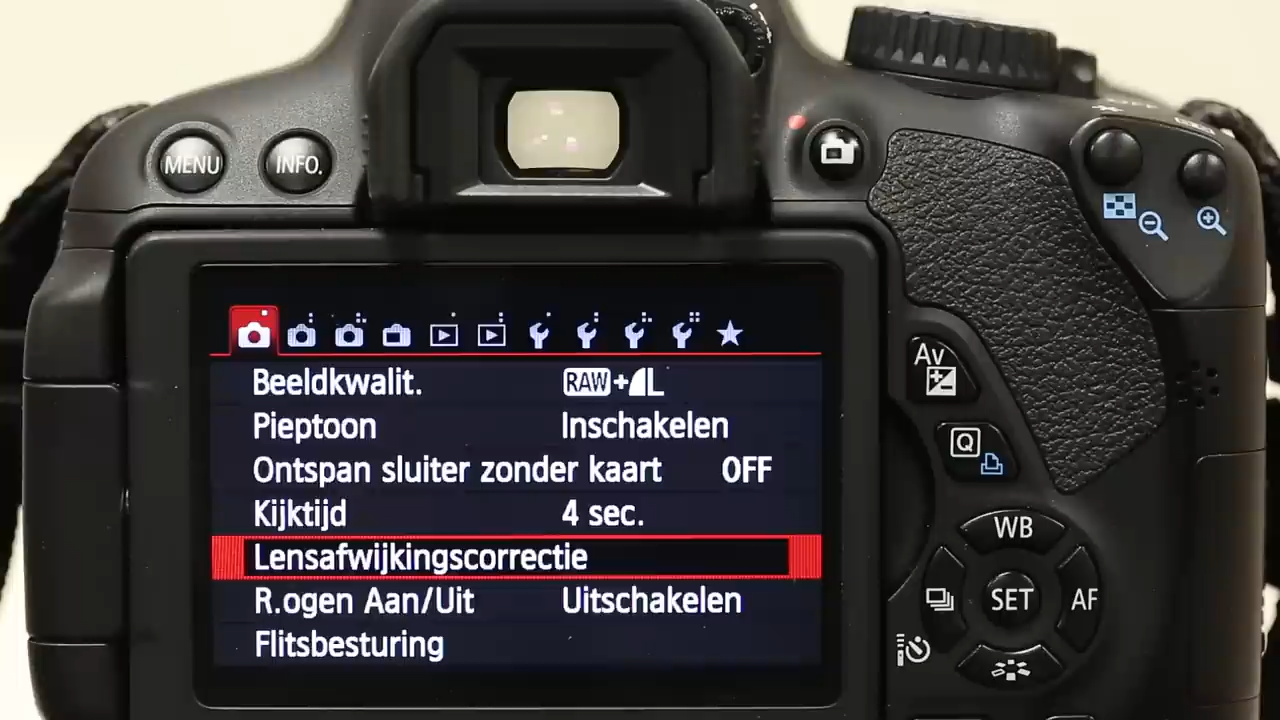 MENU INFO.
Beeldkwalit. RAW+L
Pieptoon Inschakelen
Ontspan sluiter zonder kaart OFF
Kijktijd 4 sec.
Lensafwijkingscorrectie
R.ogen Aan/Uit Uitschakelen
Flitsbesturing
Av
Q
WB
SET AF